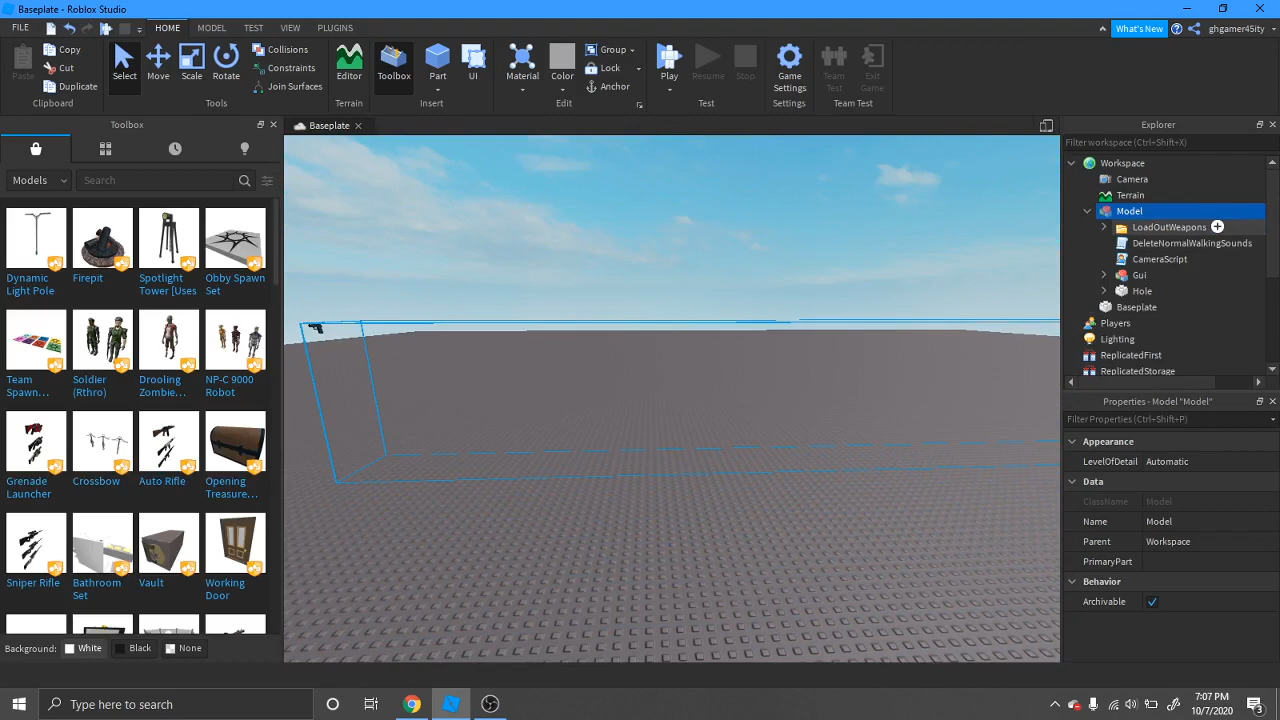 Baseplate - Roblox Studio
FILE HOME MODEL TEST VIEW PLUGINS What's New ghgamer45ity
Paste Copy Cut Duplicate Clipboard
Select Move Scale Rotate Collisions Constraints Join Surfaces Tools
Editor Terrain
Toolbox Part UI Insert
Material Color Group Lock Anchor Edit
Play Resume Stop Test
Game Settings Settings
Team Test Exit Game Team Test
Toolbox
Models Search
Dynamic Light Pole
Firepit
Spotlight Tower [Uses
Obby Spawn Set
Team Spawn...
Soldier (Rthro)
Drooling Zombie...
NP-C 9000 Robot
Grenade Launcher
Crossbow
Auto Rifle
Opening Treasure...
Sniper Rifle
Bathroom Set
Vault
Working Door
Background: White Black None
Baseplate
Explorer
Filter workspace (Ctrl+Shift+X)
Workspace
Camera
Terrain
Model
LoadOutWeapons
DeleteNormalWalkingSounds
CameraScript
Gui
Hole
Baseplate
Players
Lighting
ReplicatedFirst
ReplicatedStorage
Properties - Model "Model"
Filter Properties (Ctrl+Shift+P)
Appearance
LevelOfDetail Automatic
Data
ClassName Model
Name Model
Parent Workspace
PrimaryPart
Behavior
Archivable
Type here to search
7:07 PM
10/7/2020
3